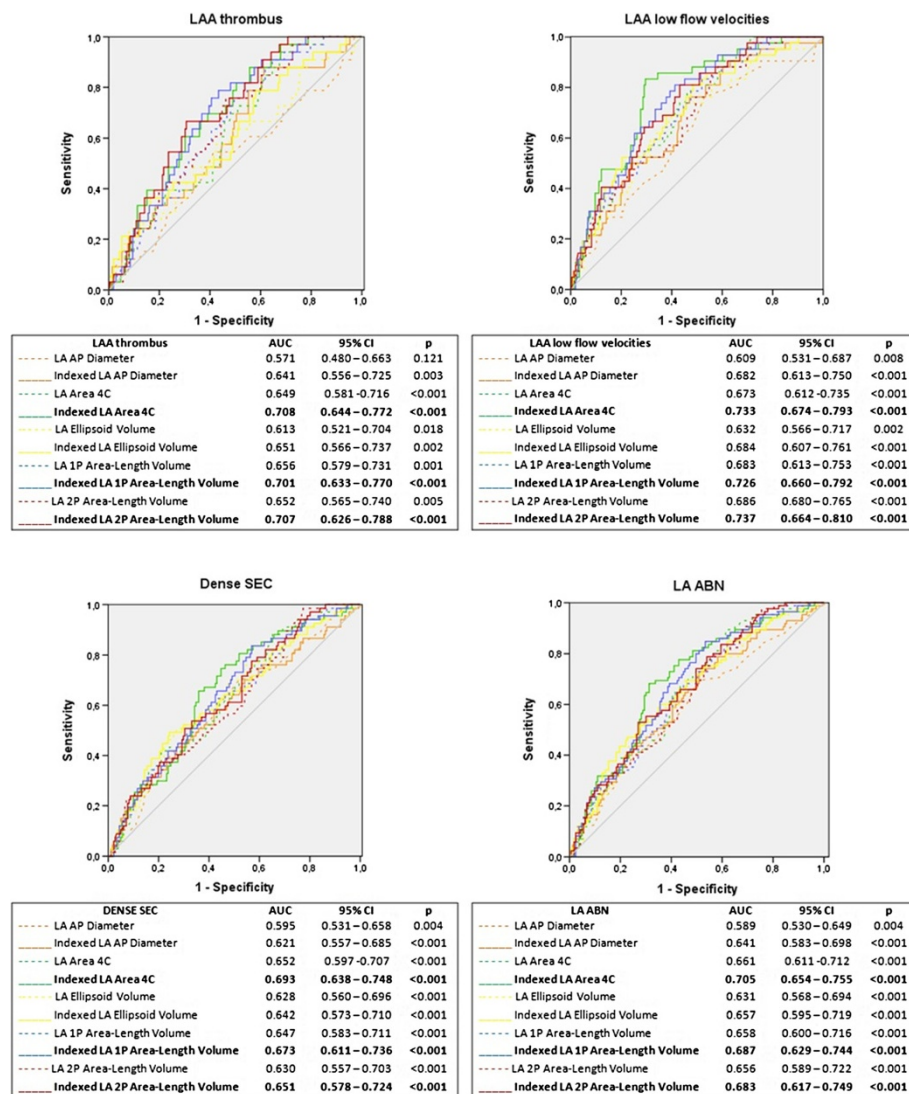 LAA thrombus
1,0
0,8
0,6
0,4
0,2
0,0
Sensitivity
0,0 0,2 0,4 0,6 0,8 1,0
1 - Specificity
LAA thrombus AUC 95% CI p
LA AP Diameter 0.571 0.480 – 0.663 0.121
Indexed LA AP Diameter 0.641 0.556 – 0.725 0.003
LA Area 4C 0.649 0.581 -0.716 <0.001
Indexed LA Area 4C 0.708 0.644 – 0.772 <0.001
LA Ellipsoid Volume 0.613 0.521 – 0.704 0.018
Indexed LA Ellipsoid Volume 0.651 0.566 – 0.737 0.002
LA 1P Area-Length Volume 0.656 0.579 – 0.731 0.001
Indexed LA 1P Area-Length Volume 0.701 0.633 – 0.770 <0.001
LA 2P Area-Length Volume 0.652 0.565 – 0.740 0.005
Indexed LA 2P Area-Length Volume 0.707 0.626 – 0.788 <0.001
LAA low flow velocities
1,0
0,8
0,6
0,4
0,2
0,0
Sensitivity
0,0 0,2 0,4 0,6 0,8 1,0
1 - Specificity
LAA low flow velocities AUC 95% CI p
LA AP Diameter 0.609 0.531 – 0.687 0.008
Indexed LA AP Diameter 0.682 0.613 – 0.750 <0.001
LA Area 4C 0.673 0.612 -0.735 <0.001
Indexed LA Area 4C 0.733 0.674 – 0.793 <0.001
LA Ellipsoid Volume 0.632 0.566 – 0.717 0.002
Indexed LA Ellipsoid Volume 0.684 0.607 – 0.761 <0.001
LA 1P Area-Length Volume 0.683 0.613 – 0.753 <0.001
Indexed LA 1P Area-Length Volume 0.726 0.660 – 0.792 <0.001
LA 2P Area-Length Volume 0.686 0.680 – 0.765 <0.001
Indexed LA 2P Area-Length Volume 0.737 0.664 – 0.810 <0.001
Dense SEC
1,0
0,8
0,6
0,4
0,2
0,0
Sensitivity
0,0 0,2 0,4 0,6 0,8 1,0
1 - Specificity
DENSE SEC AUC 95% CI p
LA AP Diameter 0.595 0.531 – 0.658 0.004
Indexed LA AP Diameter 0.621 0.557 – 0.685 <0.001
LA Area 4C 0.652 0.597 -0.707 <0.001
Indexed LA Area 4C 0.693 0.638 – 0.748 <0.001
LA Ellipsoid Volume 0.628 0.560 – 0.696 <0.001
Indexed LA Ellipsoid Volume 0.642 0.573 – 0.710 <0.001
LA 1P Area-Length Volume 0.647 0.583 – 0.711 <0.001
Indexed LA 1P Area-Length Volume 0.673 0.611 – 0.736 <0.001
LA 2P Area-Length Volume 0.630 0.557 – 0.703 <0.001
Indexed LA 2P Area-Length Volume 0.651 0.578 – 0.724 <0.001
LA ABN
1,0
0,8
0,6
0,4
0,2
0,0
Sensitivity
0,0 0,2 0,4 0,6 0,8 1,0
1 - Specificity
LA ABN AUC 95% CI p
LA AP Diameter 0.589 0.530 – 0.649 0.004
Indexed LA AP Diameter 0.641 0.583 – 0.698 <0.001
LA Area 4C 0.661 0.611 -0.712 <0.001
Indexed LA Area 4C 0.705 0.654 – 0.755 <0.001
LA Ellipsoid Volume 0.631 0.568 – 0.694 <0.001
Indexed LA Ellipsoid Volume 0.657 0.595 – 0.719 <0.001
LA 1P Area-Length Volume 0.658 0.600 – 0.716 <0.001
Indexed LA 1P Area-Length Volume 0.687 0.629 – 0.744 <0.001
LA 2P Area-Length Volume 0.656 0.589 – 0.722 <0.001
Indexed LA 2P Area-Length Volume 0.683 0.617 – 0.749 <0.001